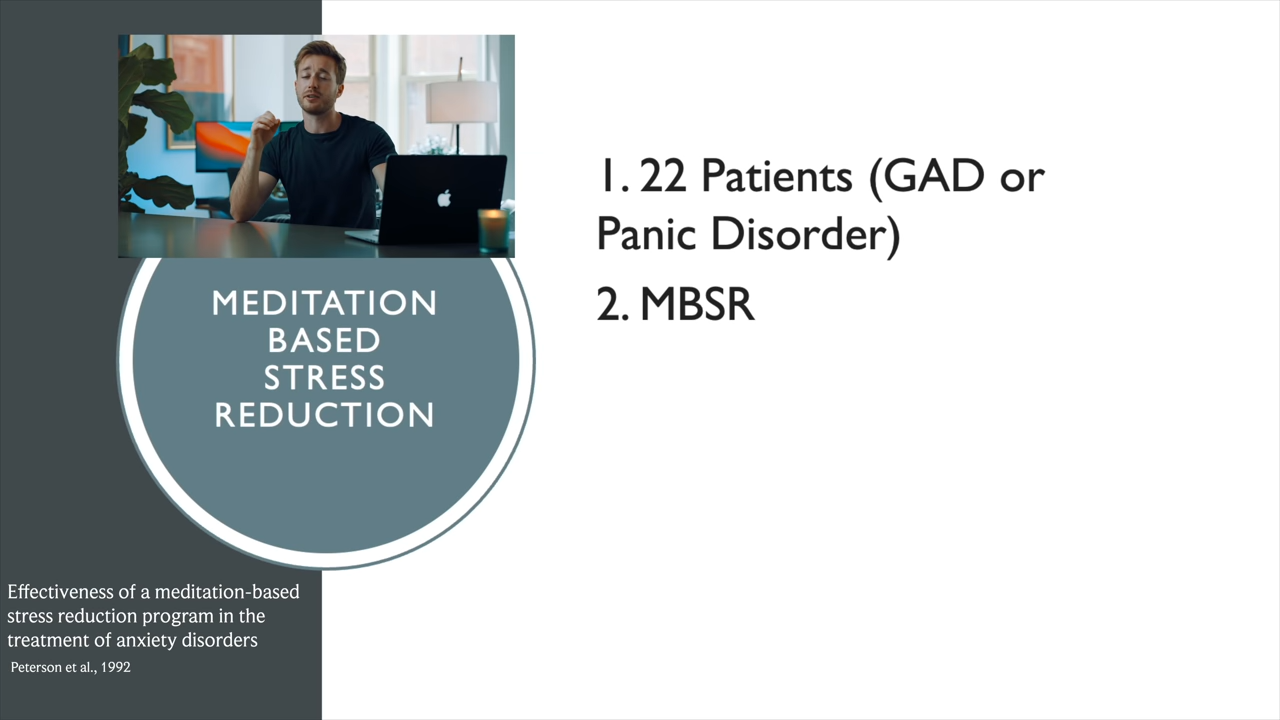 MEDITATION
BASED
STRESS
REDUCTION
1. 22 Patients (GAD or
Panic Disorder)
2. MBSR
Effectiveness of a meditation-based
stress reduction program in the
treatment of anxiety disorders
Peterson et al., 1992